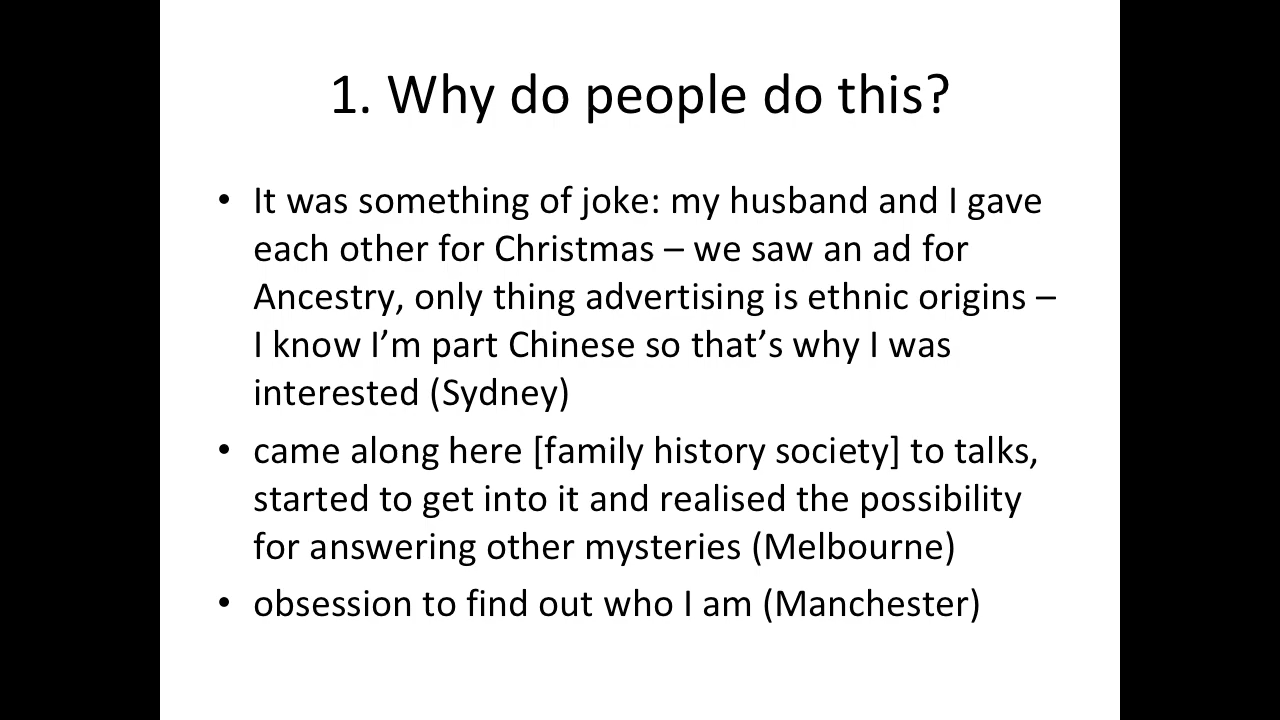 1. Why do people do this?
• It was something of joke: my husband and I gave
each other for Christmas – we saw an ad for
Ancestry, only thing advertising is ethnic origins –
I know I’m part Chinese so that’s why I was
interested (Sydney)
• came along here [family history society] to talks,
started to get into it and realised the possibility
for answering other mysteries (Melbourne)
• obsession to find out who I am (Manchester)